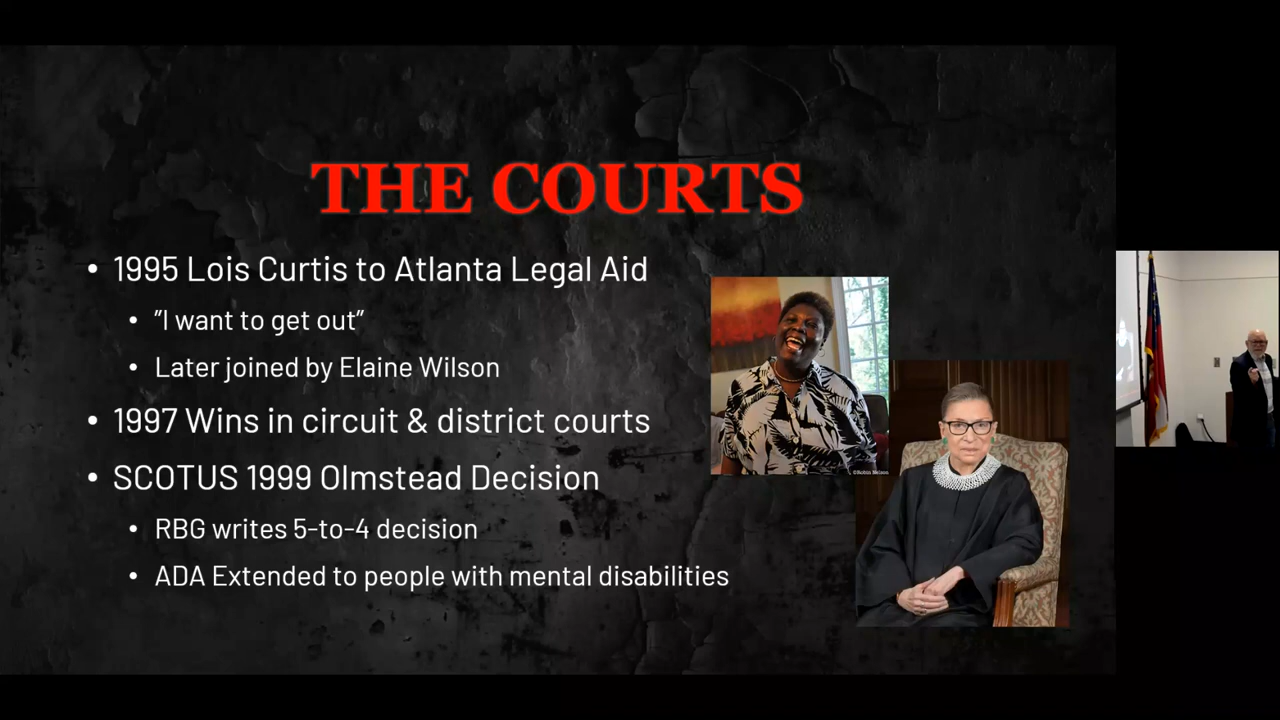 THE COURTS
• 1995 Lois Curtis to Atlanta Legal Aid
• ”I want to get out”
• Later joined by Elaine Wilson
• 1997 Wins in circuit & district courts
• SCOTUS 1999 Olmstead Decision
• RBG writes 5-to-4 decision
• ADA Extended to people with mental disabilities
©Robin Nelson